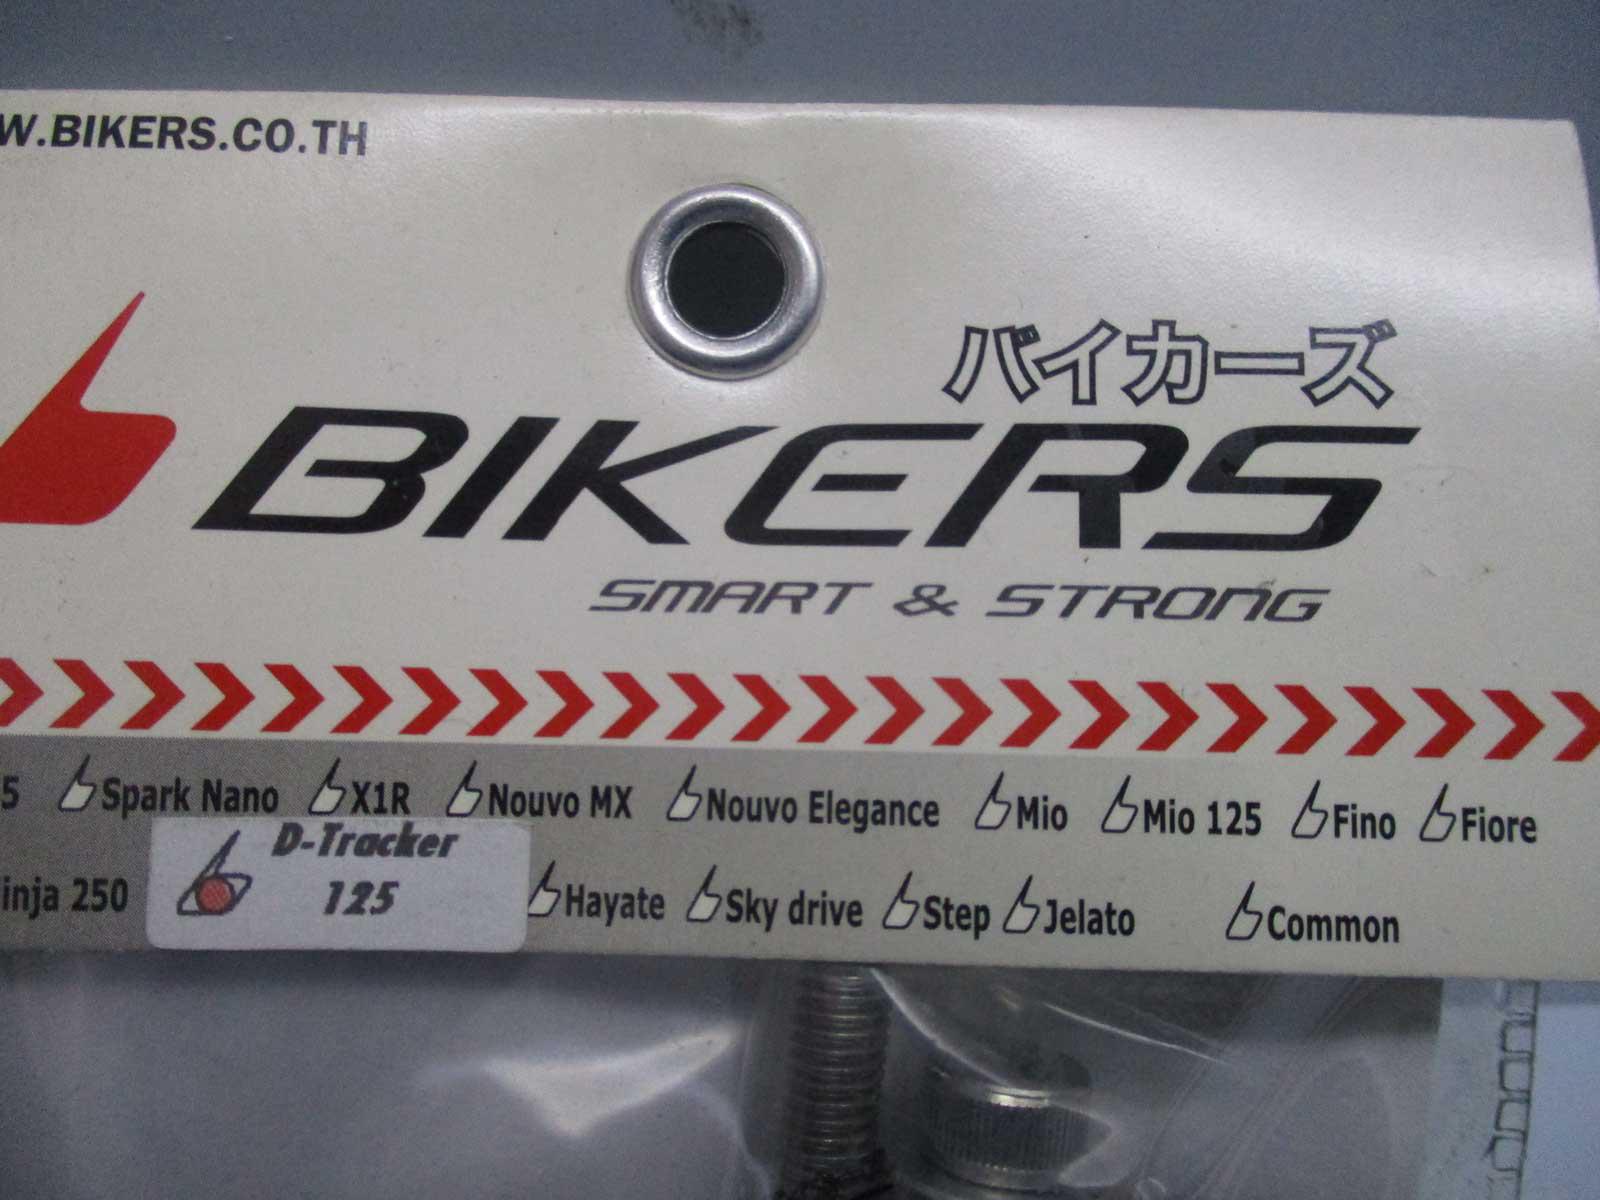 W.BIKERS.CO.TH
バイカーズ
BIKERS
SMART & STRONG
5 Spark Nano X1R Nouvo MX Nouvo Elegance Mio Mio 125 Fino Fiore
D-Tracker
125
inja 250 Hayate Sky drive Step Jelato Common